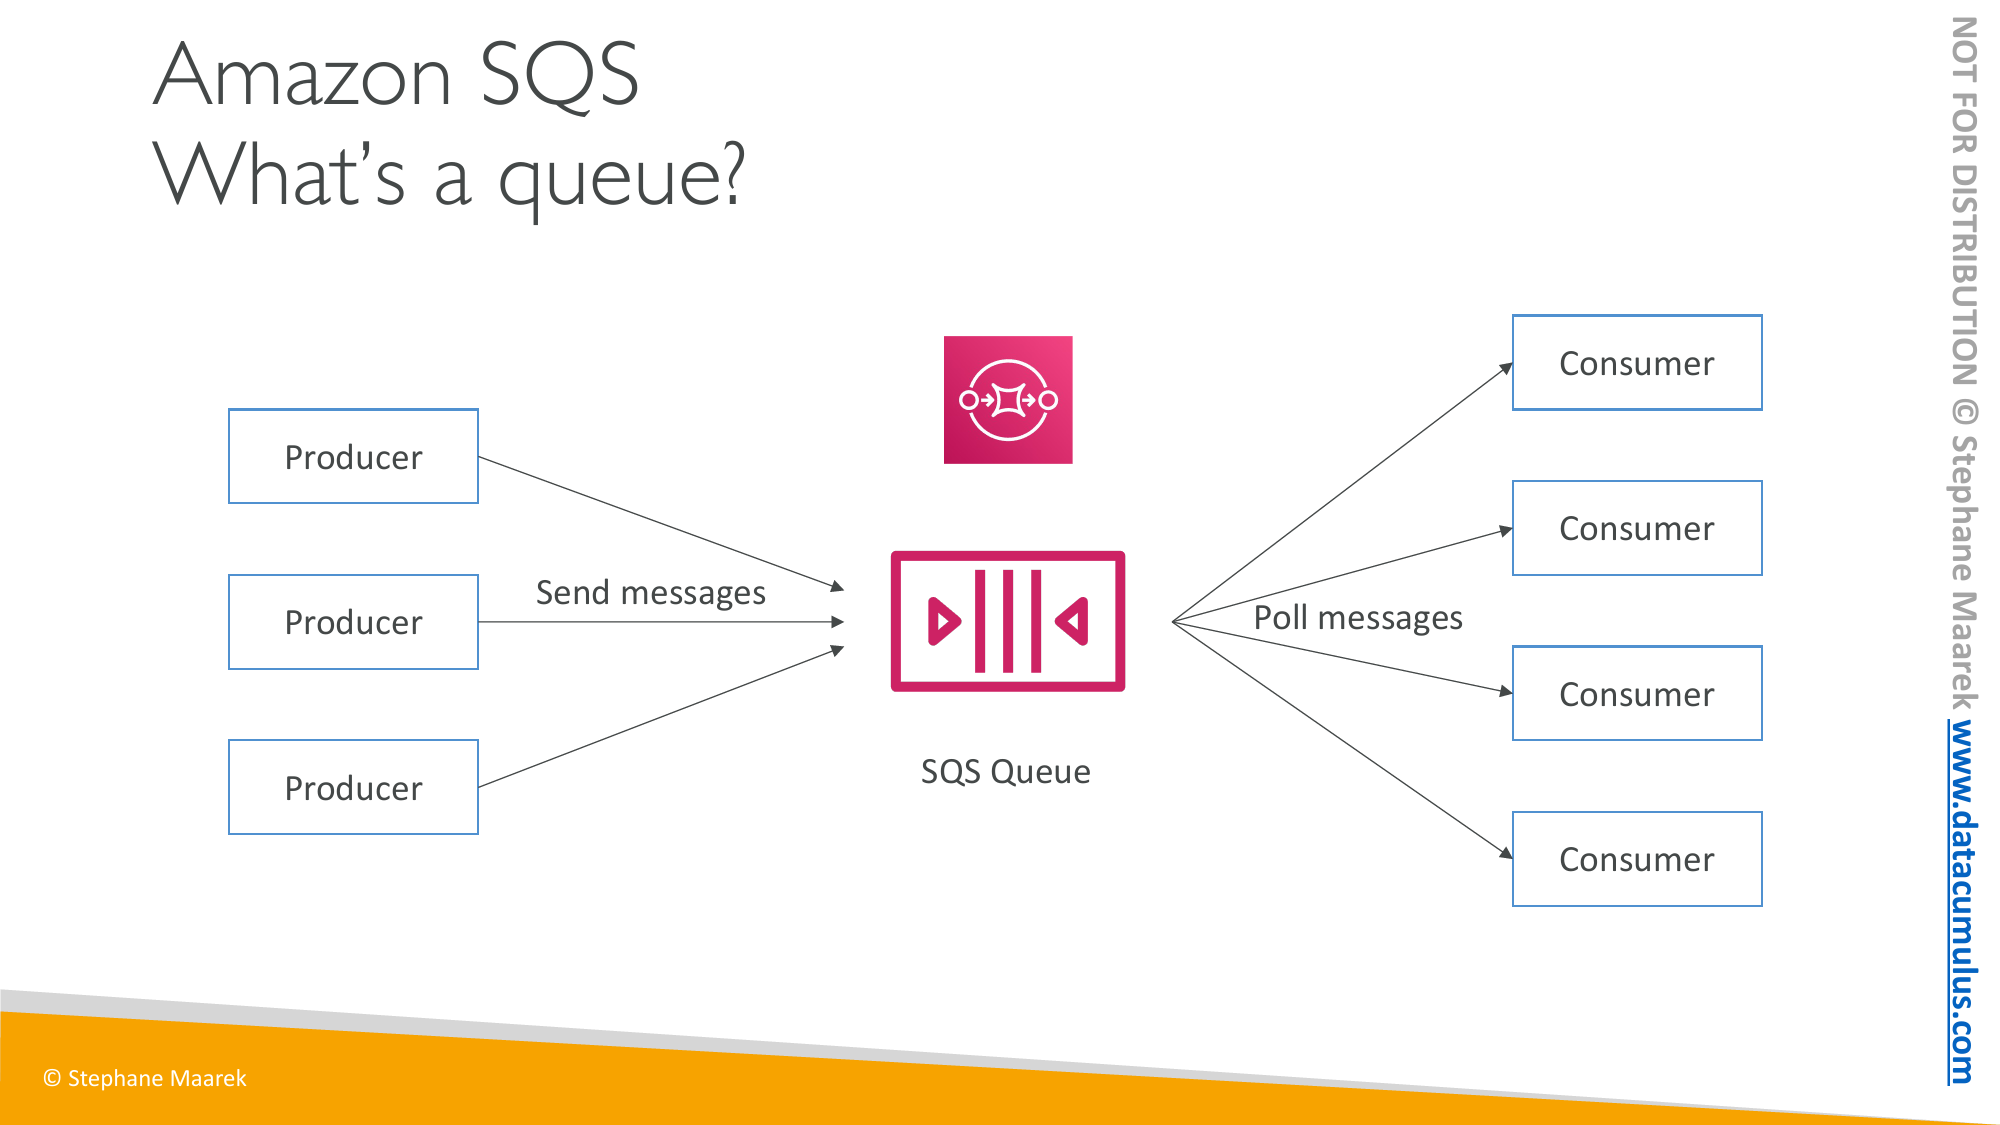 Amazon SQS
What's a queue?
Producer
Producer
Producer
Send messages
SQS Queue
Poll messages
Consumer
Consumer
Consumer
Consumer
© Stephane Maarek
NOT FOR DISTRIBUTION © Stephane Maarek www.datacumulus.com